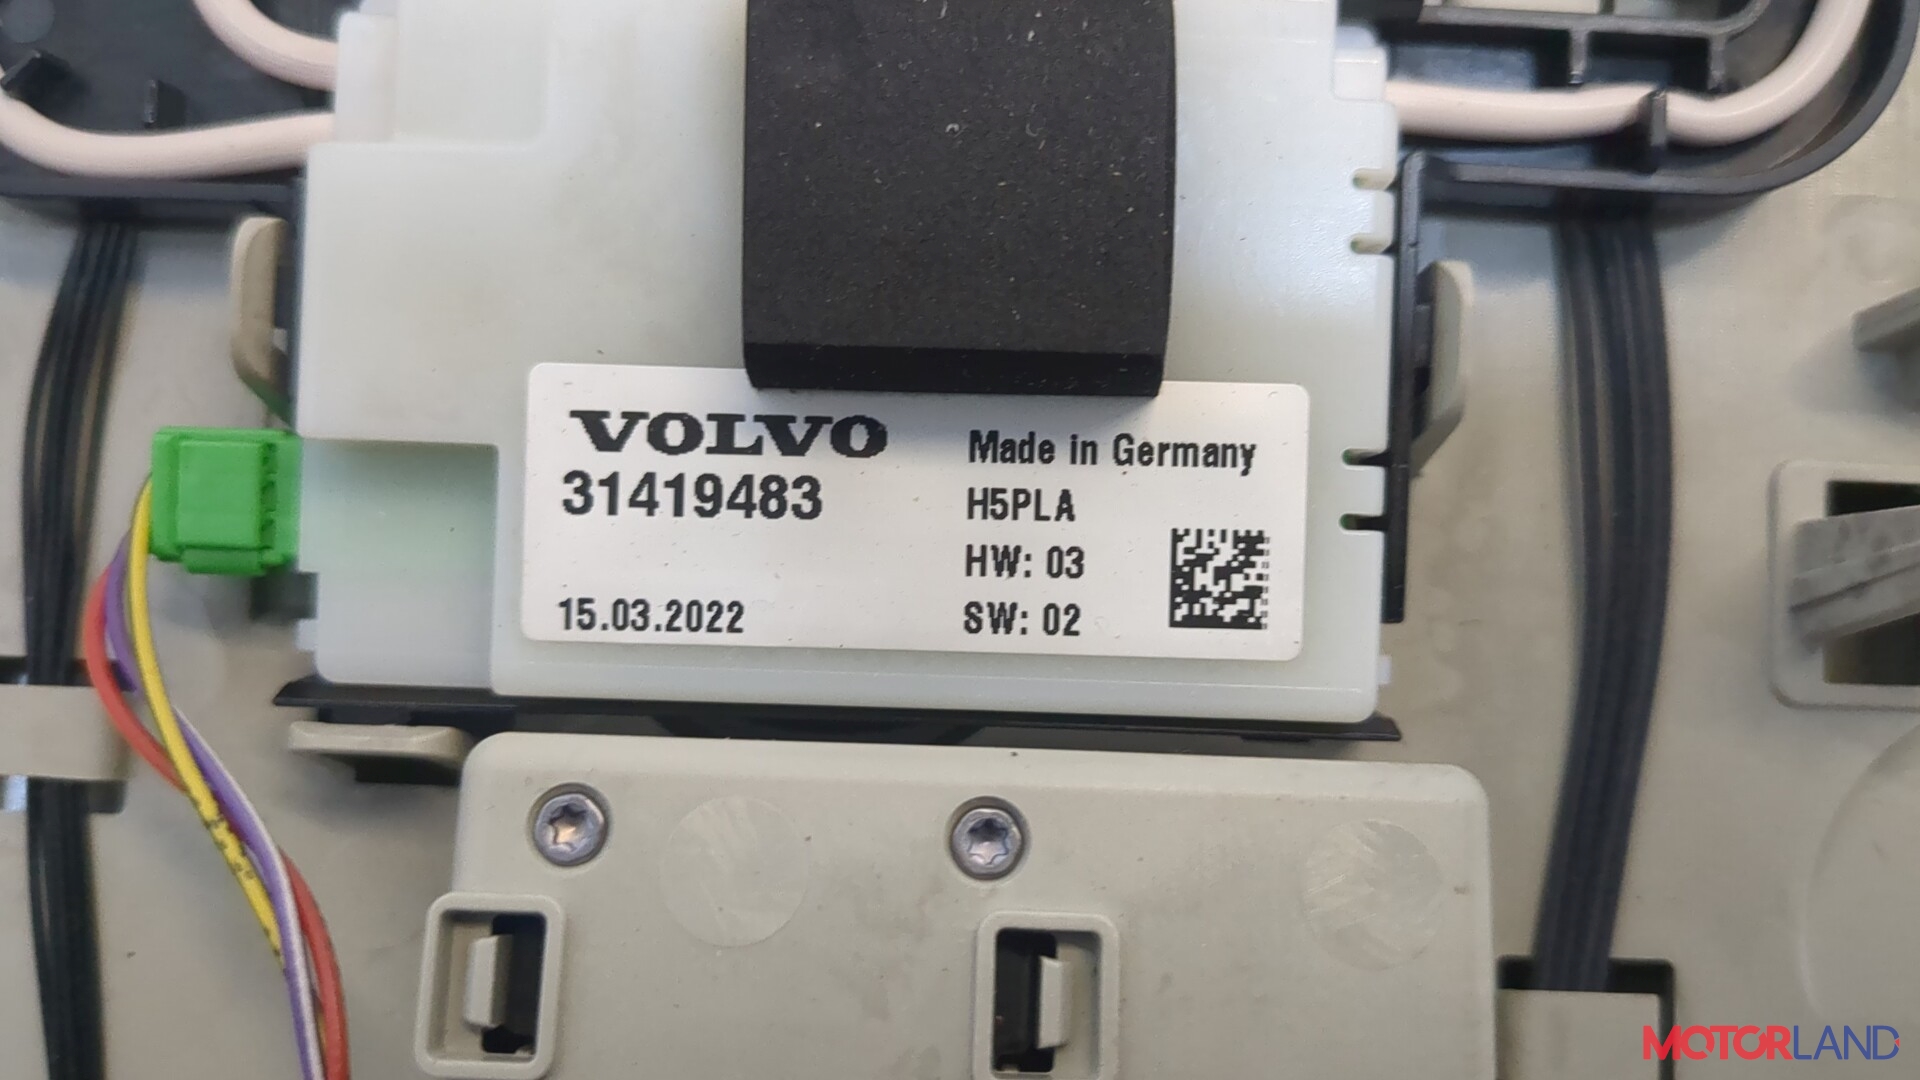 VOLVO
31419483
15.03.2022
Made in Germany
H5PLA
HW: 03
SW: 02
MOTORLAND